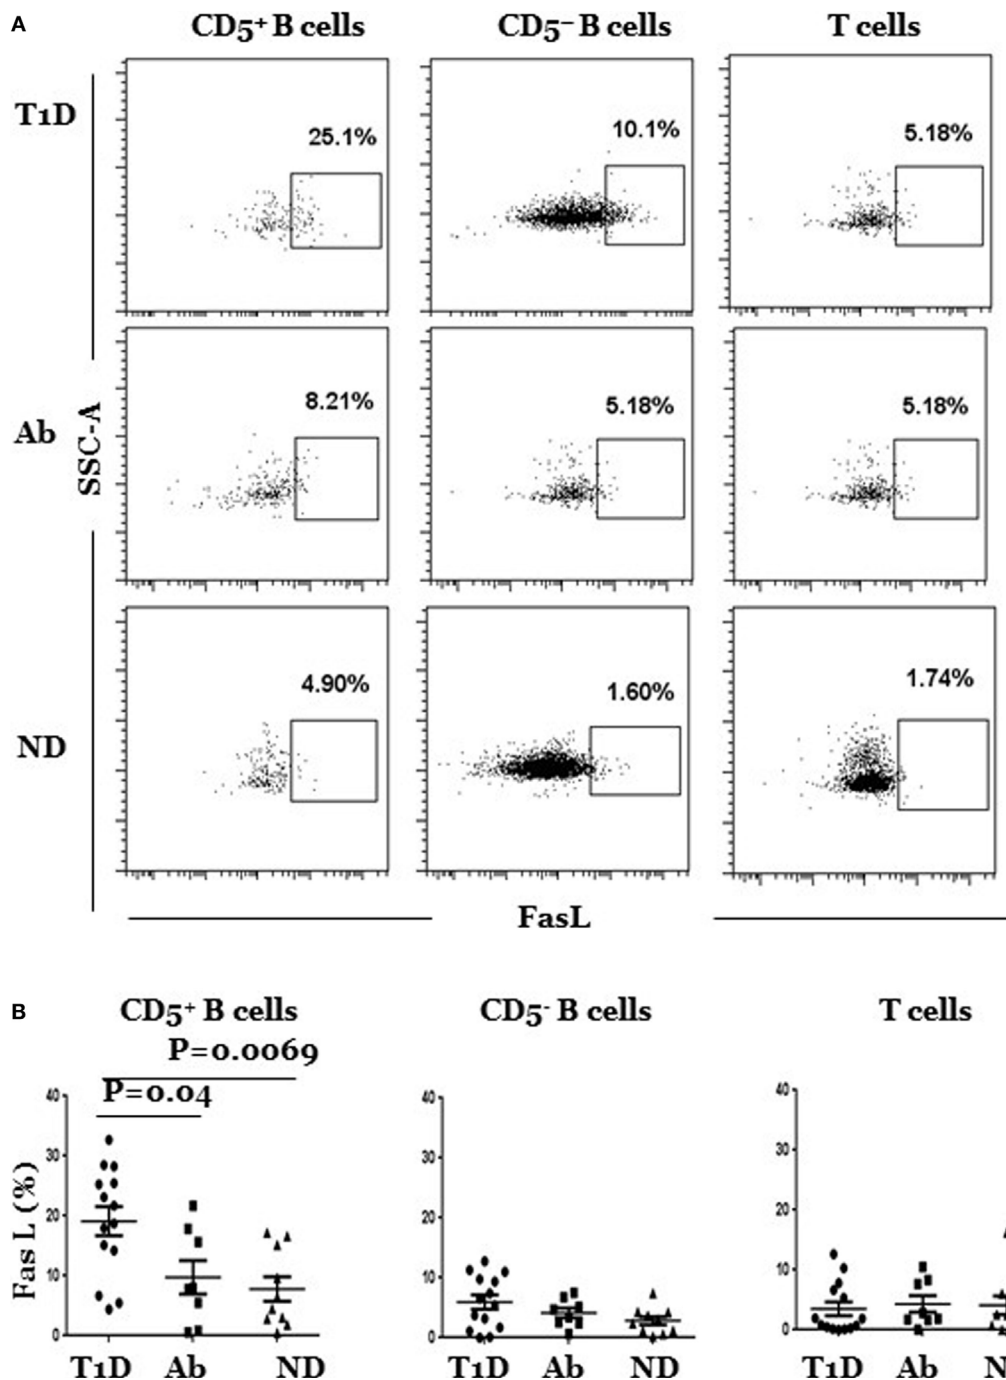 A
CD5⁺ B cells
CD5⁻ B cells
T cells
T1D
25.1%
10.1%
5.18%
SSC-A
Ab
8.21%
5.18%
5.18%
ND
4.90%
1.60%
1.74%
FasL
B
CD5⁺ B cells
CD5⁻ B cells
T cells
P=0.0069
P=0.04
Fas L (%)
40
30
20
10
0
T1D Ab ND
40
30
20
10
0
T1D Ab ND
40
30
20
10
0
T1D Ab